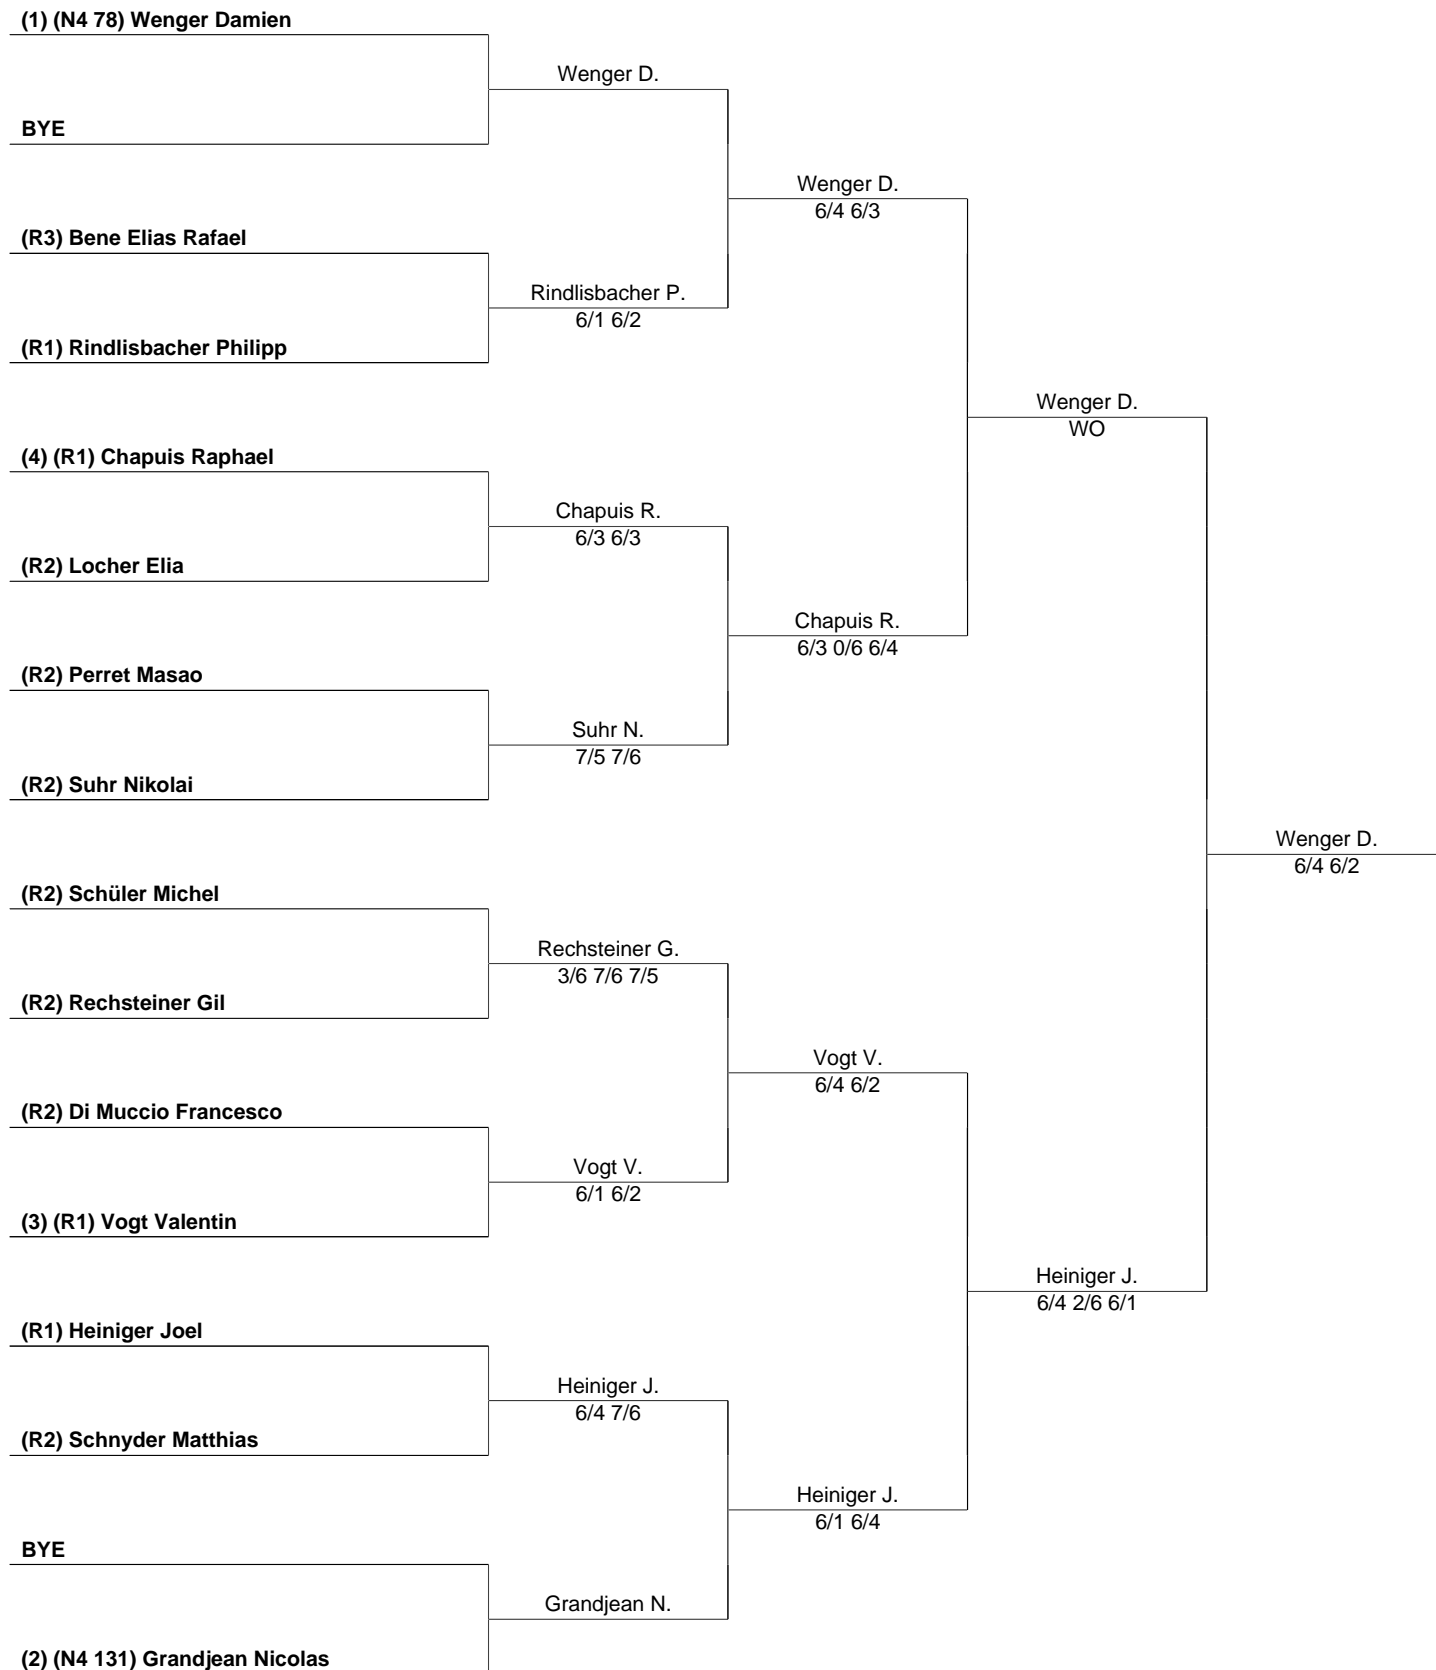 (1) (N4 78) Wenger Damien
Wenger D.
BYE
Wenger D.
6/4 6/3
(R3) Bene Elias Rafael
Rindlisbacher P.
6/1 6/2
(R1) Rindlisbacher Philipp
Wenger D.
WO
(4) (R1) Chapuis Raphael
Chapuis R.
6/3 6/3
(R2) Locher Elia
Chapuis R.
6/3 0/6 6/4
(R2) Perret Masao
Suhr N.
7/5 7/6
(R2) Suhr Nikolai
Wenger D.
6/4 6/2
(R2) Schüler Michel
Rechsteiner G.
3/6 7/6 7/5
(R2) Rechsteiner Gil
Vogt V.
6/4 6/2
(R2) Di Muccio Francesco
Vogt V.
6/1 6/2
(3) (R1) Vogt Valentin
Heiniger J.
6/4 2/6 6/1
(R1) Heiniger Joel
Heiniger J.
6/4 7/6
(R2) Schnyder Matthias
Heiniger J.
6/1 6/4
BYE
Grandjean N.
(2) (N4 131) Grandjean Nicolas